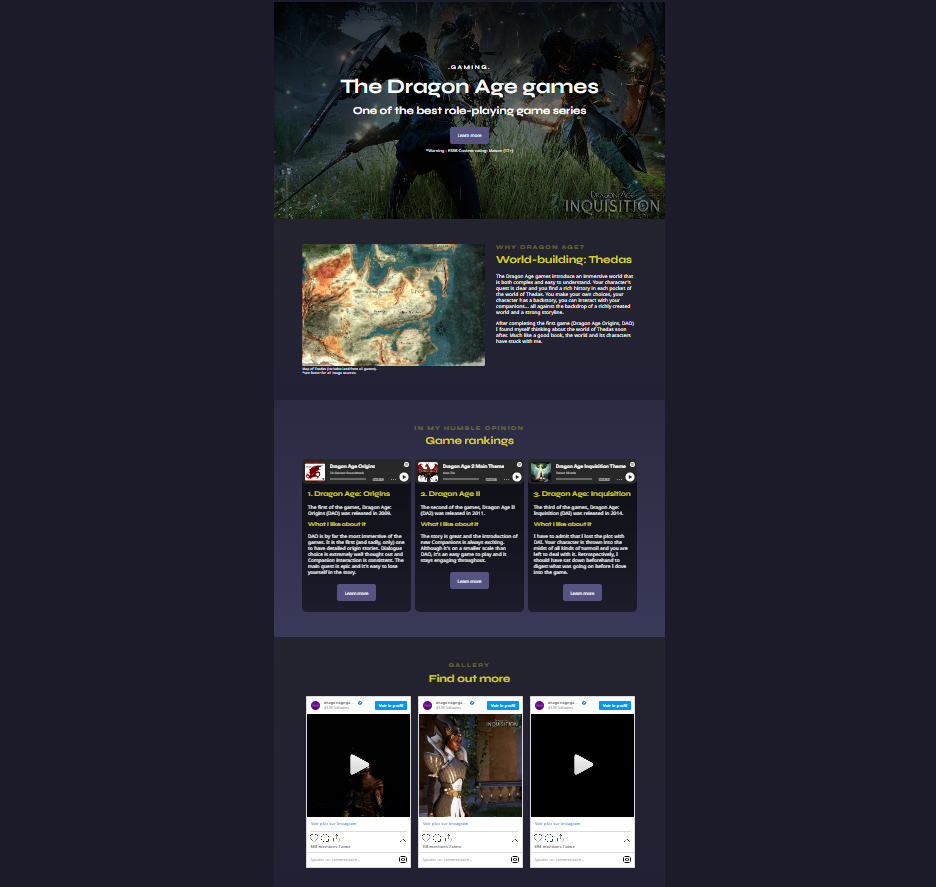 .GAMING.
The Dragon Age games
One of the best role-playing game series
Learn more
*Warning : ESRB Content rating: Mature (17+)
DRAGON AGE
INQUISITION
WHY DRAGON AGE?
World-building: Thedas
The Dragon Age games introduce an immersive world that
is both complex and easy to understand. Your character's
quest is clear and you find a rich history in each pocket of
the world of Thedas. You make your own choices, your
character has a backstory, you can interact with your
companions... all against the backdrop of a richly created
world and a strong storyline.
After completing the first game (Dragon Age Origins, DAO)
I found myself thinking about the world of Thedas soon
after. Much like a good book, the world and its characters
have stuck with me.
Map of Thedas (includes land from all games).
*See footer for all image sources.
IN MY HUMBLE OPINION
Game rankings
Dragon Age Origins
1. Dragon Age: Origins
The first of the games, Dragon Age:
Origins (DAO) was released in 2009.
What I like about it
DAO is by far the most immersive of the
games. It is the first (and sadly, only) one
to have detailed origin stories. Dialogue
choice is extremely well thought out and
Companion interaction is consistent. The
main quest is epic and it's easy to lose
yourself in the story.
Learn more
Dragon Age 2 Main Theme
2. Dragon Age II
The second of the games, Dragon Age II
(DA2) was released in 2011.
What I like about it
The story is great and the introduction of
new Companions is always exciting.
Although it's on a smaller scale than
DAO, it's an easy game to play and it
stays engaging throughout.
Learn more
Dragon Age Inquisition Theme
3. Dragon Age: Inquisition
The third of the games, Dragon Age:
Inquisition (DAI) was released in 2014.
What I like about it
I have to admit that I lost the plot with
DAI. Your character is thrown into the
midst of all kinds of turmoil and you are
left to deal with it. Retrospectively, I
should have sat down beforehand to
digest what was going on before I dove
into the game.
Learn more
GALLERY
Find out more
Voir le profil
Voir plus sur Instagram
mentions J'aime
Ajouter un commentaire...
Voir le profil
INQUISITION
Voir plus sur Instagram
mentions J'aime
Ajouter un commentaire...
Voir le profil
Voir plus sur Instagram
mentions J'aime
Ajouter un commentaire...